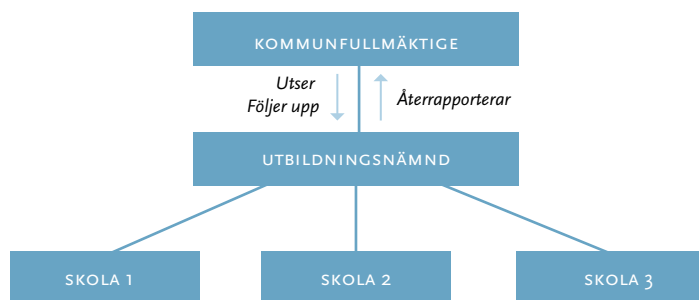 KOMMUNFULLMÄKTIGE
Utser
Följer upp
Återrapporterar
UTBILDNINGSNÄMND
SKOLA 1
SKOLA 2
SKOLA 3